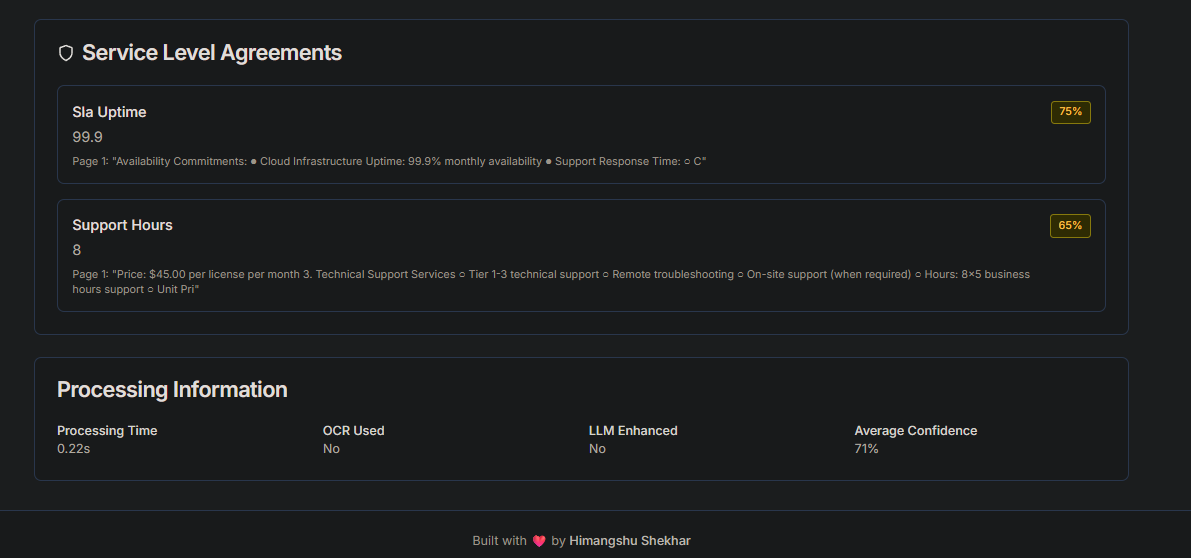 Service Level Agreements
Sla Uptime
75%
99.9
Page 1: "Availability Commitments: ● Cloud Infrastructure Uptime: 99.9% monthly availability ● Support Response Time: ○ C"
Support Hours
65%
8
Page 1: "Price: $45.00 per license per month 3. Technical Support Services ○ Tier 1-3 technical support ○ Remote troubleshooting ○ On-site support (when required) ○ Hours: 8×5 business
hours support ○ Unit Pri"
Processing Information
Processing Time OCR Used LLM Enhanced Average Confidence
0.22s No No 71%
Built with ❤️ by Himangshu Shekhar